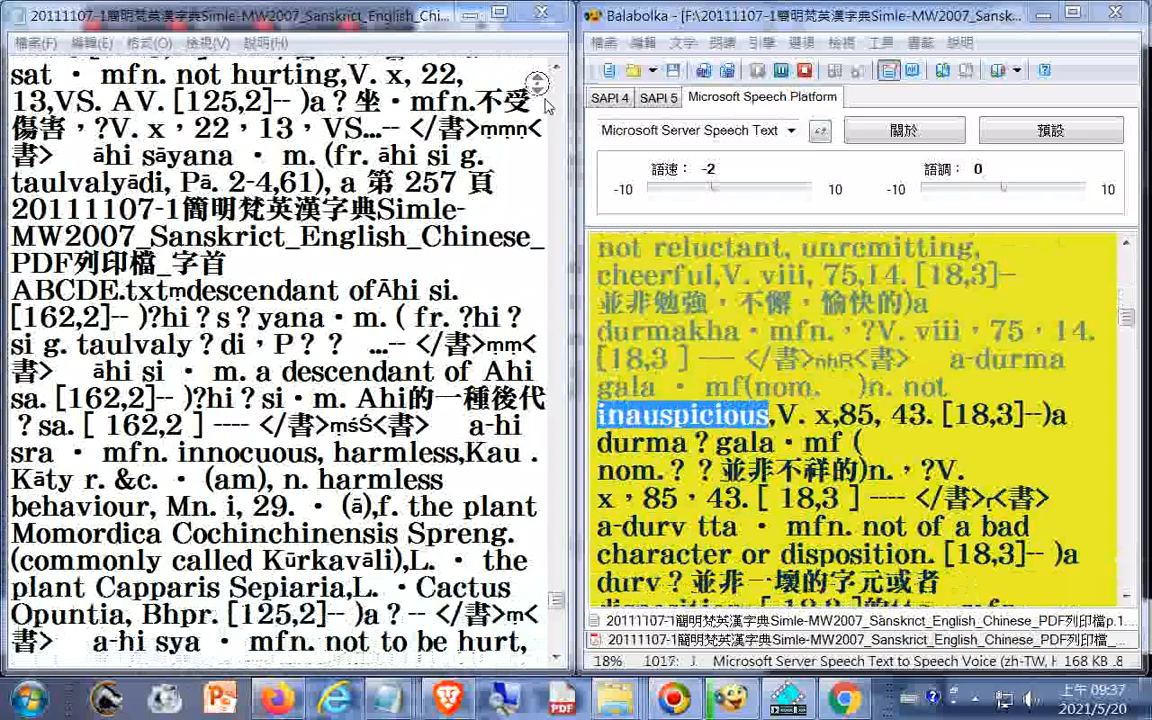 20111107-1簡明梵英漢字典Simle-MW2007_Sanskrict_English_Chi...
檔案(F) 編輯(E) 格式(O) 檢視(V) 說明(H)
sat • mfn. not hurting,V. x, 22,
13,VS. AV. [125,2]-- )a ? 坐・mfn.不受
傷害，?V. x，22，13，VS...-- </書>ṃṃṇ<
書> āhi sāyana • m. (fr. āhi si g.
taulvalyādi, Pā. 2-4,61), a 第 257 頁
20111107-1簡明梵英漢字典Simle-
MW2007_Sanskrict_English_Chinese_
PDF列印檔_字首
ABCDE.txtṃdescendant ofĀhi si.
[162,2]-- )?hi ? s ? yana・m. ( fr. ?hi ?
si g. taulvaly ? di，P ? ? ...-- </書>ṃṃ<
書> āhi si • m. a descendant of Ahi
sa. [162,2]-- )?hi ? si・m. Ahi的一種後代
? sa. [ 162,2 ] ---- </書>ṃśŚ<書> a-hi
sra • mfn. innocuous, harmless,Kau .
Kāty r. &c. • (am), n. harmless
behaviour, Mn. i, 29. • (ā),f. the plant
Momordica Cochinchinensis Spreng.
(commonly called Kūrkavāli),L. • the
plant Capparis Sepiaria,L. • Cactus
Opuntia, Bhpr. [125,2]-- )a ? -- </書>ṃ<
書> a-hi sya • mfn. not to be hurt,
Balabolka - [F:\20111107-1簡明梵英漢字典Simle-MW2007_Sansk...
檔案 編輯 文字 朗讀 引擎 選項 檢視 工具 書籤 說明
SAPI 4 SAPI 5 Microsoft Speech Platform
Microsoft Server Speech Text 關於 預設
語速： -2 語調： 0
-10 10 -10 10
not reluctant, unremitting,
cheerful,V. viii, 75,14. [18,3]--
並非勉強，不懈，愉快的)a
durmakha・mfn.，?V. viii，75，14.
[18,3 ] --- </書>ṇhR<書> a-durma
gala • mf(nom. )n. not
inauspicious,V. x,85, 43. [18,3]--)a
durma ? gala・mf (
nom. ? ? 並非不祥的)n.，?V.
x，85，43. [ 18,3 ] ---- </書>ṛ<書>
a-durv tta • mfn. not of a bad
character or disposition. [18,3]-- )a
durv ? 並非一壞的字元或者
20111107-1簡明梵英漢字典Simle-MW2007_Sanskrict_English_Chinese_PDF列印檔p.1...
20111107-1簡明梵英漢字典Simle-MW2007_Sanskrict_English_Chinese_PDF列印檔_...
18% 1017: Microsoft Server Speech Text to Speech Voice (zh-TW, H 168 KB .8
上午 09:37
2021/5/20